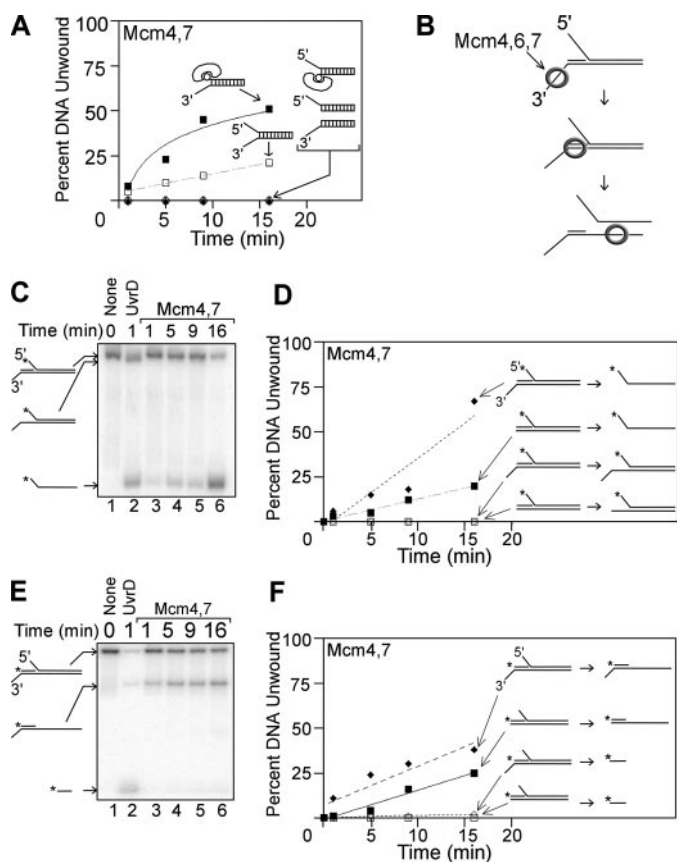 A
Mcm4,7
Percent DNA Unwound
100
75
50
25
0
5
10
15
20
Time (min)
5'
3'
5'
3'
5'
3'
B
Mcm4,6,7
5'
3'
C
None
UvrD
Mcm4,7
Time (min)
0 1 1 5 9 16
5'
*
3'
*
*
1 2 3 4 5 6
D
Mcm4,7
Percent DNA Unwound
100
75
50
25
0
5
10
15
20
Time (min)
5'
*
3'
*
*
*
*
*
*
*
E
None
UvrD
Mcm4,7
Time (min)
0 1 1 5 9 16
5'
*
3'
*
*
1 2 3 4 5 6
F
Mcm4,7
Percent DNA Unwound
100
75
50
25
0
5
10
15
20
Time (min)
5'
*
3'
*
*
*
*
*
*
*